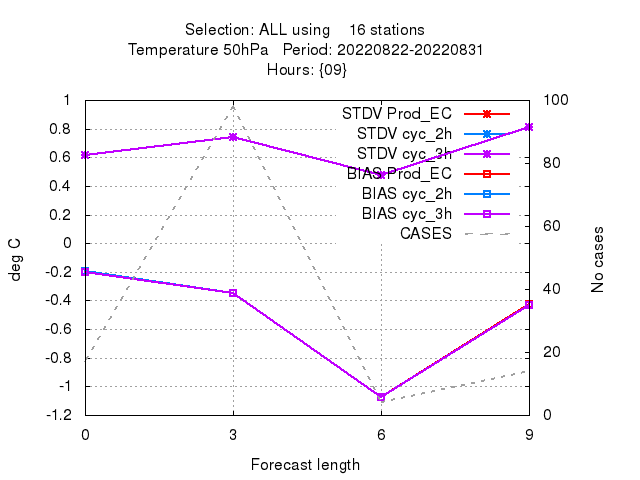 Selection: ALL using    16 stations
Temperature 50hPa   Period: 20220822-20220831
Hours: {09}
1
0.8
0.6
0.4
0.2
0
-0.2
-0.4
-0.6
-0.8
-1
-1.2
deg C
100
80
60
40
20
0
No cases
STDV Prod_EC
STDV cyc_2h
STDV cyc_3h
BIAS Prod_EC
BIAS cyc_2h
BIAS cyc_3h
CASES
0 3 6 9
Forecast length